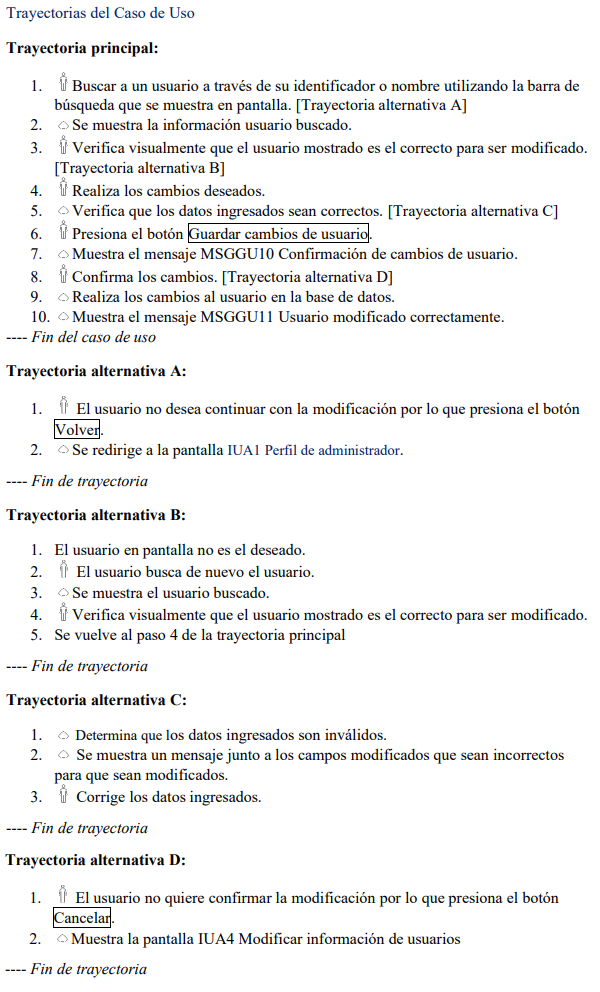 Trayectorias del Caso de Uso
Trayectoria principal:
1. Buscar a un usuario a través de su identificador o nombre utilizando la barra de
búsqueda que se muestra en pantalla. [Trayectoria alternativa A]
2. Se muestra la información usuario buscado.
3. Verifica visualmente que el usuario mostrado es el correcto para ser modificado.
[Trayectoria alternativa B]
4. Realiza los cambios deseados.
5. Verifica que los datos ingresados sean correctos. [Trayectoria alternativa C]
6. Presiona el botón Guardar cambios de usuario.
7. Muestra el mensaje MSGGU10 Confirmación de cambios de usuario.
8. Confirma los cambios. [Trayectoria alternativa D]
9. Realiza los cambios al usuario en la base de datos.
10. Muestra el mensaje MSGGU11 Usuario modificado correctamente.
---- Fin del caso de uso
Trayectoria alternativa A:
1. El usuario no desea continuar con la modificación por lo que presiona el botón
Volver.
2. Se redirige a la pantalla IUA1 Perfil de administrador.
---- Fin de trayectoria
Trayectoria alternativa B:
1. El usuario en pantalla no es el deseado.
2. El usuario busca de nuevo el usuario.
3. Se muestra el usuario buscado.
4. Verifica visualmente que el usuario mostrado es el correcto para ser modificado.
5. Se vuelve al paso 4 de la trayectoria principal
---- Fin de trayectoria
Trayectoria alternativa C:
1. Determina que los datos ingresados son inválidos.
2. Se muestra un mensaje junto a los campos modificados que sean incorrectos
para que sean modificados.
3. Corrige los datos ingresados.
---- Fin de trayectoria
Trayectoria alternativa D:
1. El usuario no quiere confirmar la modificación por lo que presiona el botón
Cancelar.
2. Muestra la pantalla IUA4 Modificar información de usuarios
---- Fin de trayectoria